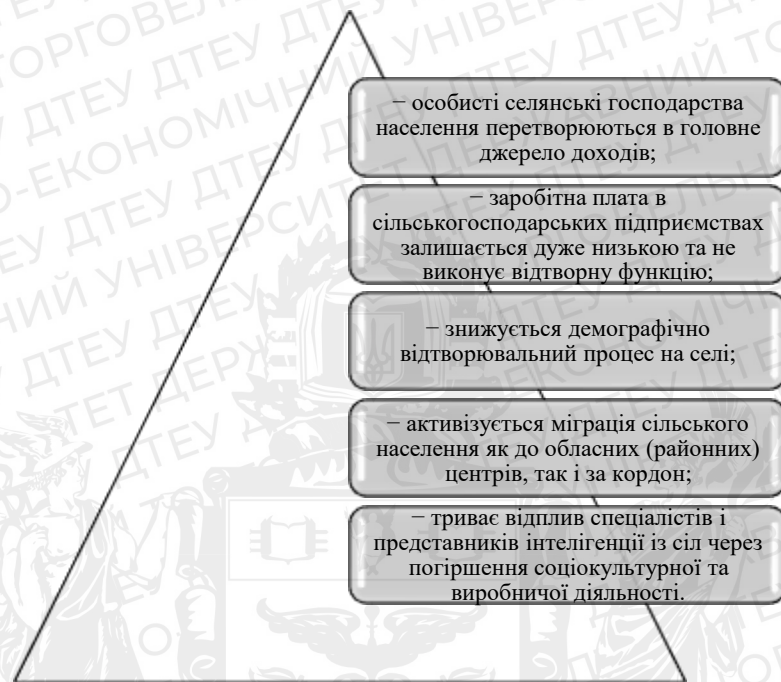 − особисті селянські господарства
населення перетворюються в головне
джерело доходів;
− заробітна плата в
сільськогосподарських підприємствах
залишається дуже низькою та не
виконує відтворну функцію;
− знижується демографічно
відтворювальний процес на селі;
− активізується міграція сільського
населення як до обласних (районних)
центрів, так і за кордон;
− триває відплив спеціалістів і
представників інтелігенції із сіл через
погіршення соціокультурної та
виробничої діяльності.